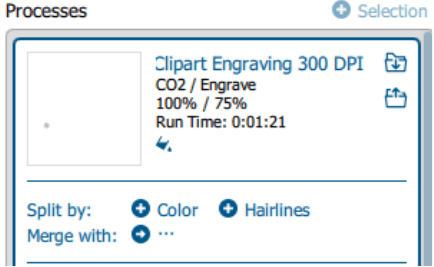 Processes
Selection
Clipart Engraving 300 DPI
CO2 / Engrave
100% / 75%
Run Time: 0:01:21
Split by: Color Hairlines
Merge with: ...